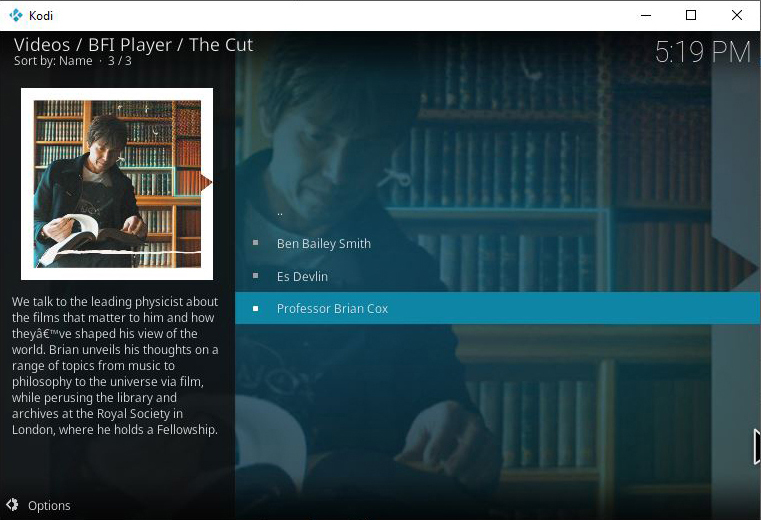 Kodi
Videos / BFI Player / The Cut
Sort by: Name · 3 / 3
5:19 PM
..
Ben Bailey Smith
Es Devlin
Professor Brian Cox
We talk to the leading physicist about
the films that matter to him and how
theyâ€™ve shaped his view of the
world. Brian unveils his thoughts on a
range of topics from music to
philosophy to the universe via film,
while perusing the library and
archives at the Royal Society in
London, where he holds a Fellowship.
Options